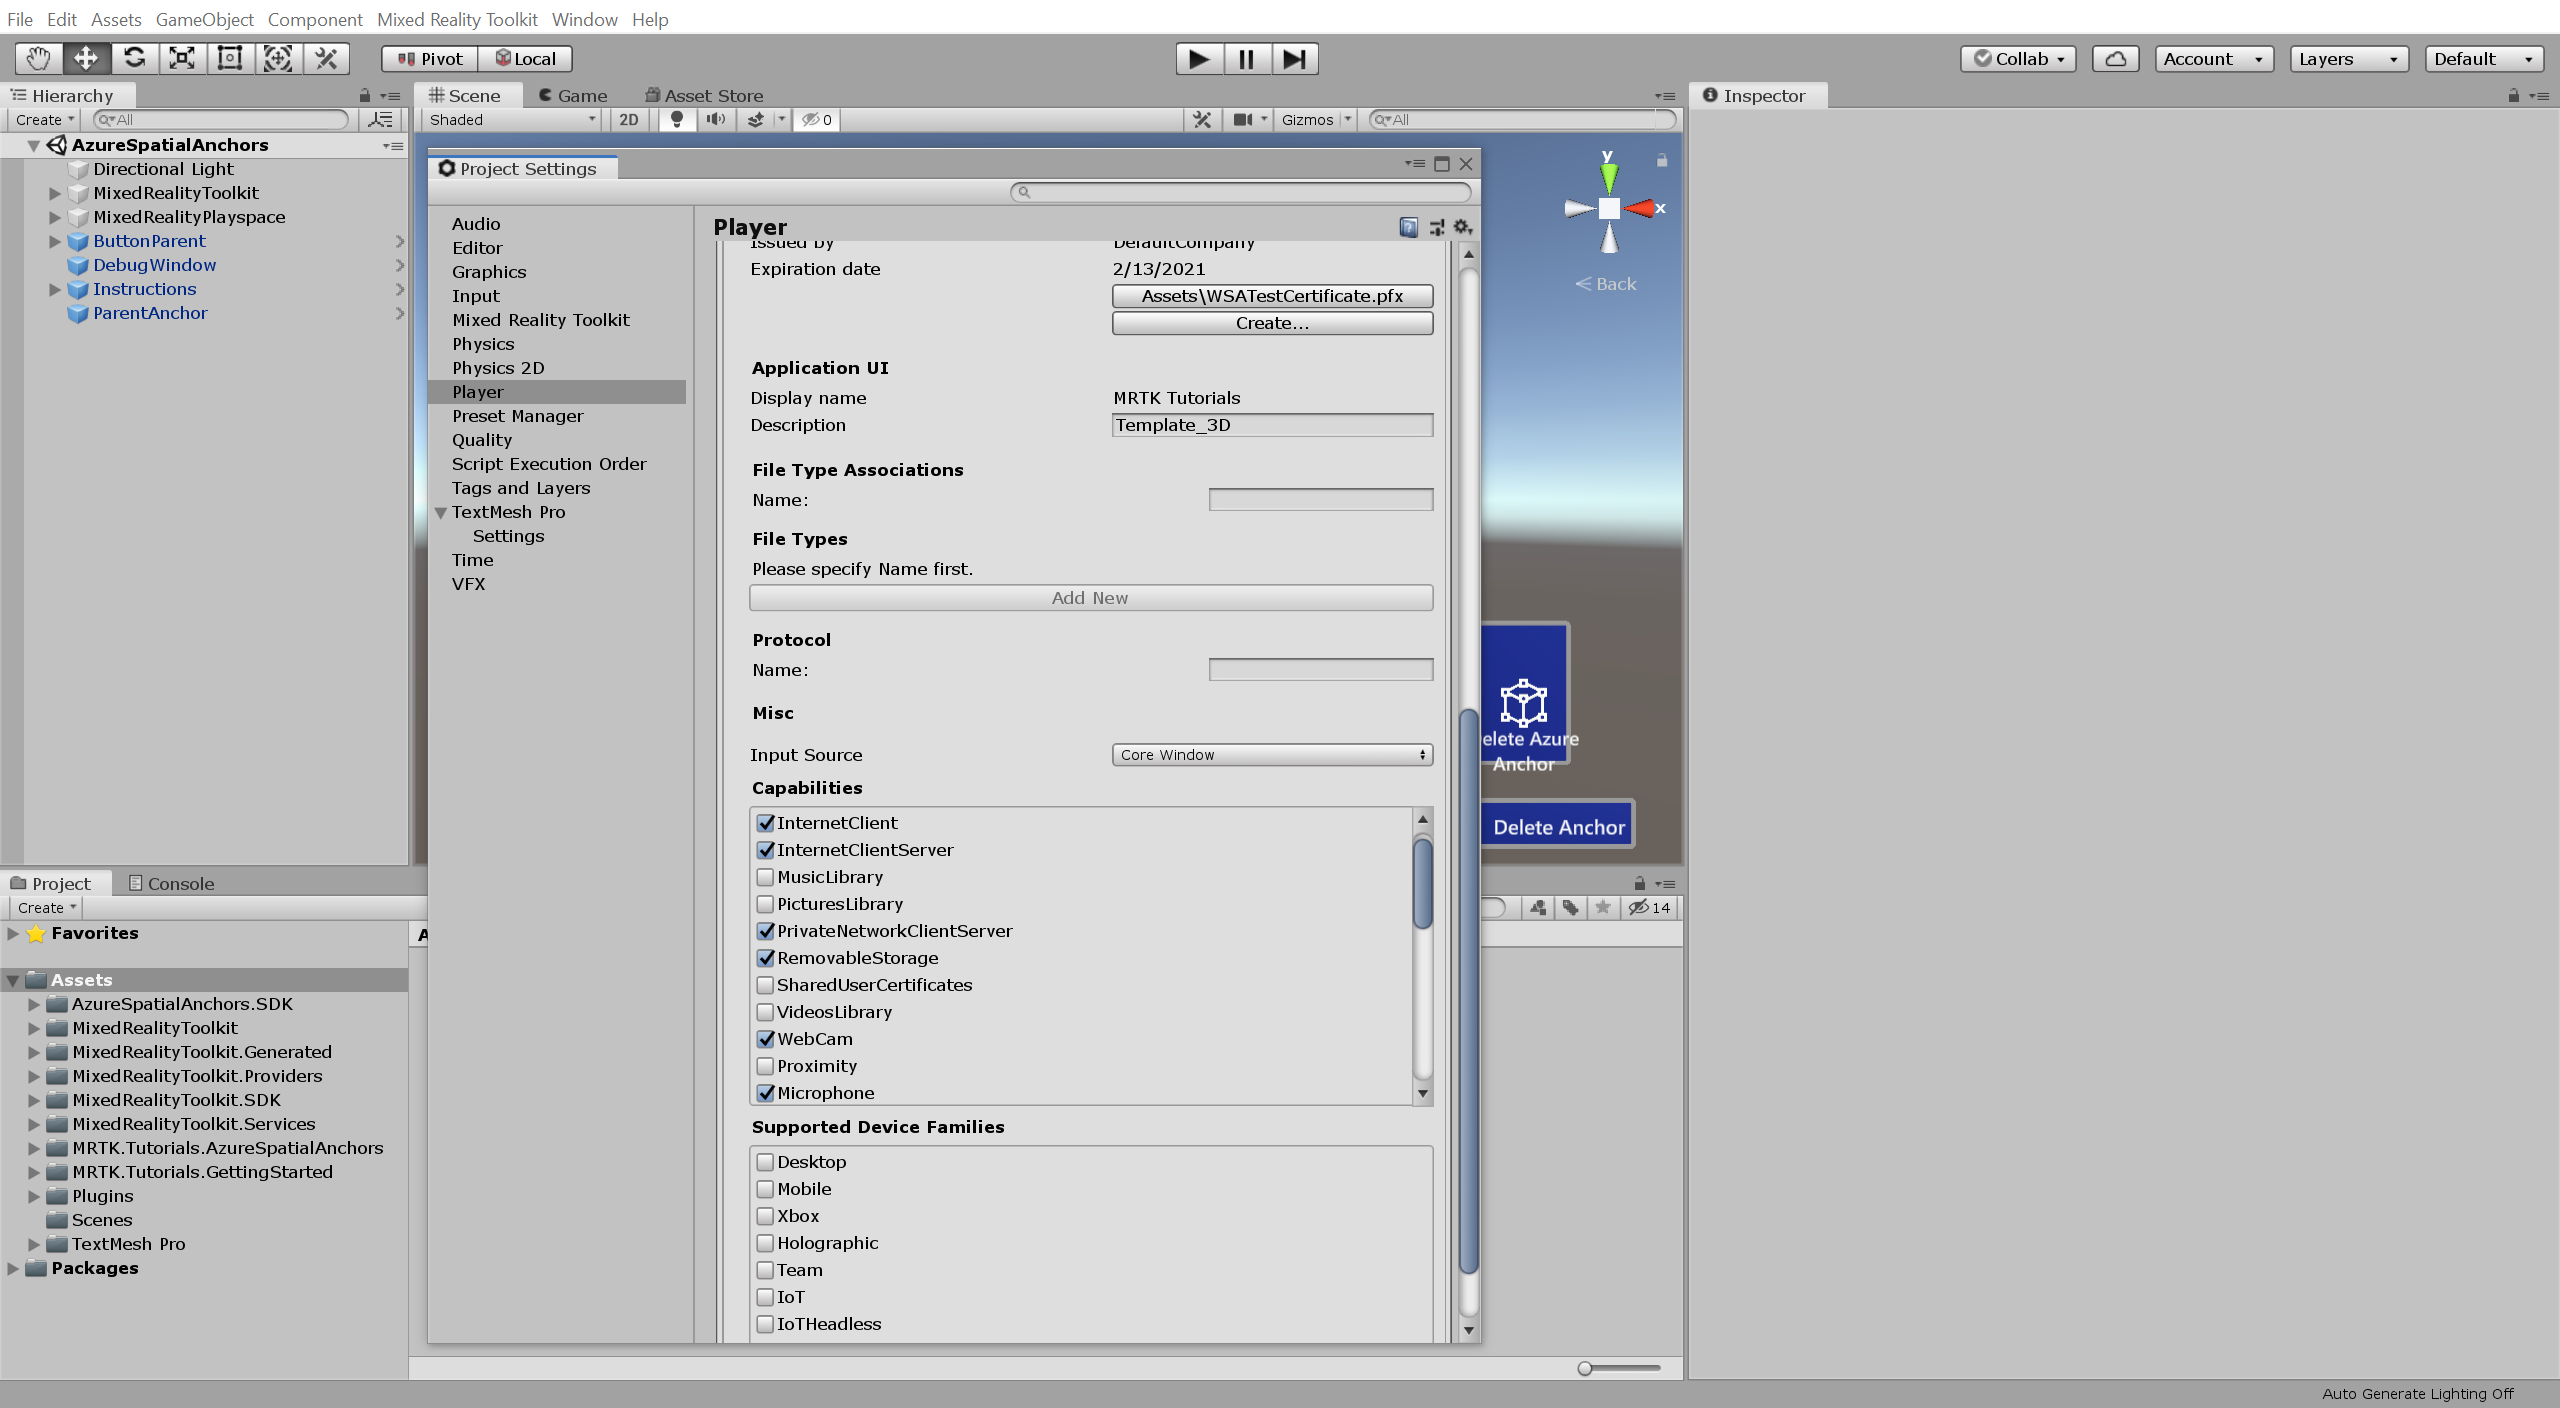 File Edit Assets GameObject Component Mixed Reality Toolkit Window Help
Pivot Local Collab Account Layers Default
Hierarchy
Create All
AzureSpatialAnchors
Directional Light
MixedRealityToolkit
MixedRealityPlayspace
ButtonParent
DebugWindow
Instructions
ParentAnchor
Scene Game Asset Store
Shaded 2D 0 Gizmos All
y
x
Back
Inspector
Project Settings
Audio
Editor
Graphics
Input
Mixed Reality Toolkit
Physics
Physics 2D
Player
Preset Manager
Quality
Script Execution Order
Tags and Layers
TextMesh Pro
Settings
Time
VFX
Player
Issued by DefaultCompany
Expiration date 2/13/2021
Assets\WSATestCertificate.pfx
Create...
Application UI
Display name MRTK Tutorials
Description Template_3D
File Type Associations
Name:
File Types
Please specify Name first.
Add New
Protocol
Name:
Misc
Input Source Core Window
Capabilities
InternetClient
InternetClientServer
MusicLibrary
PicturesLibrary
PrivateNetworkClientServer
RemovableStorage
SharedUserCertificates
VideosLibrary
WebCam
Proximity
Microphone
Supported Device Families
Desktop
Mobile
Xbox
Holographic
Team
IoT
IoTHeadless
elete Azure
Anchor
Delete Anchor
Project Console
Create 14
Favorites
A
Assets
AzureSpatialAnchors.SDK
MixedRealityToolkit
MixedRealityToolkit.Generated
MixedRealityToolkit.Providers
MixedRealityToolkit.SDK
MixedRealityToolkit.Services
MRTK.Tutorials.AzureSpatialAnchors
MRTK.Tutorials.GettingStarted
Plugins
Scenes
TextMesh Pro
Packages
Auto Generate Lighting Off